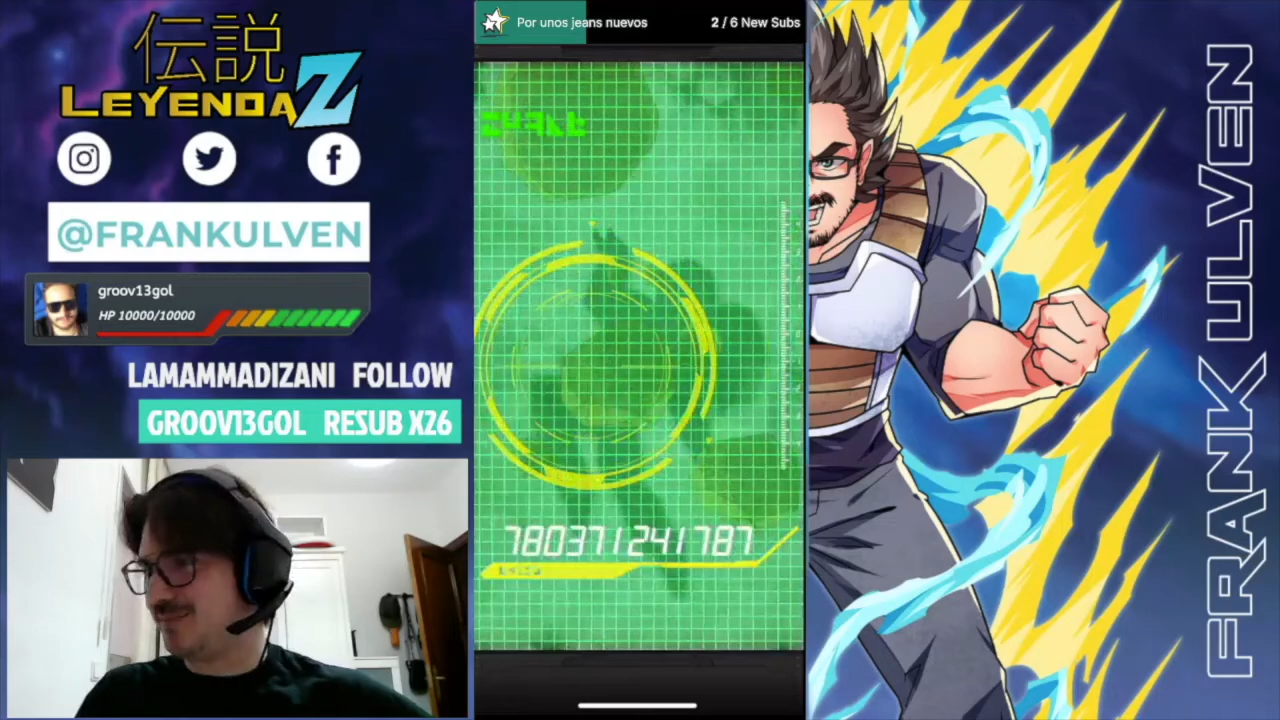 伝説
LEYENDAZ
@FRANKULVEN
groov13gol
HP 10000/10000
LAMAMMADIZANI FOLLOW
GROOV13GOL RESUB X26
Por unos jeans nuevos 2 / 6 New Subs
780371241787
FRANK ULVEN